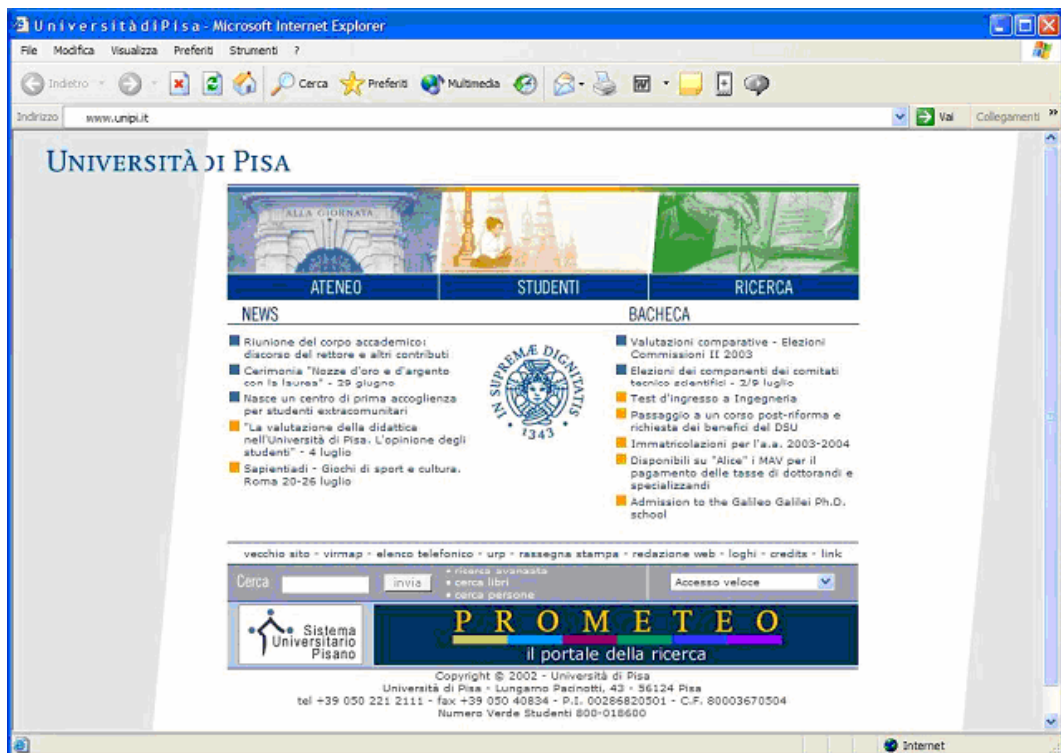 U n i v e r s i t à d i P i s a - Microsoft Internet Explorer
File Modifica Visualizza Preferiti Strumenti ?
Indietro Cerca Preferiti Multimedia
Indirizzo www.unipi.it Vai Collegamenti »
UNIVERSITÀ DI PISA
ALLA GIORNATA
ATENEO STUDENTI RICERCA
NEWS
Riunione del corpo accademico:
discorso del rettore e altri contributi
Cerimonia "Nozze d'oro e d'argento
con la laurea" - 29 giugno
Nasce un centro di prima accoglienza
per studenti extracomunitari
"La valutazione della didattica
nell'Università di Pisa. L'opinione degli
studenti" - 4 luglio
Sapientiadi - Giochi di sport e cultura.
Roma 20-26 luglio
IN SUPREMÆ DIGNITATIS
· 1343 ·
BACHECA
Valutazioni comparative - Elezioni
Commissioni II 2003
Elezioni dei componenti dei comitati
tecnico scientifici - 2/9 luglio
Test d'ingresso a Ingegneria
Passaggio a un corso post-riforma e
richiesta dei benefici del DSU
Immatricolazioni per l'a.a. 2003-2004
Disponibili su "Alice" i MAV per il
pagamento delle tasse di dottorandi e
specializzandi
Admission to the Galileo Galilei Ph.D.
school
vecchio sito - virmap - elenco telefonico - urp - rassegna stampa - redazione web - loghi - credits - link
Cerca invia
• ricerca avanzata
• cerca libri
• cerca persone
Accesso veloce
Sistema
Universitario
Pisano
PROMETEO
il portale della ricerca
Copyright © 2002 - Università di Pisa
Università di Pisa - Lungarno Pacinotti, 43 - 56124 Pisa
tel +39 050 221 2111 - fax +39 050 40834 - P.I. 00286820501 - C.F. 80003670504
Numero Verde Studenti 800-018600
Internet